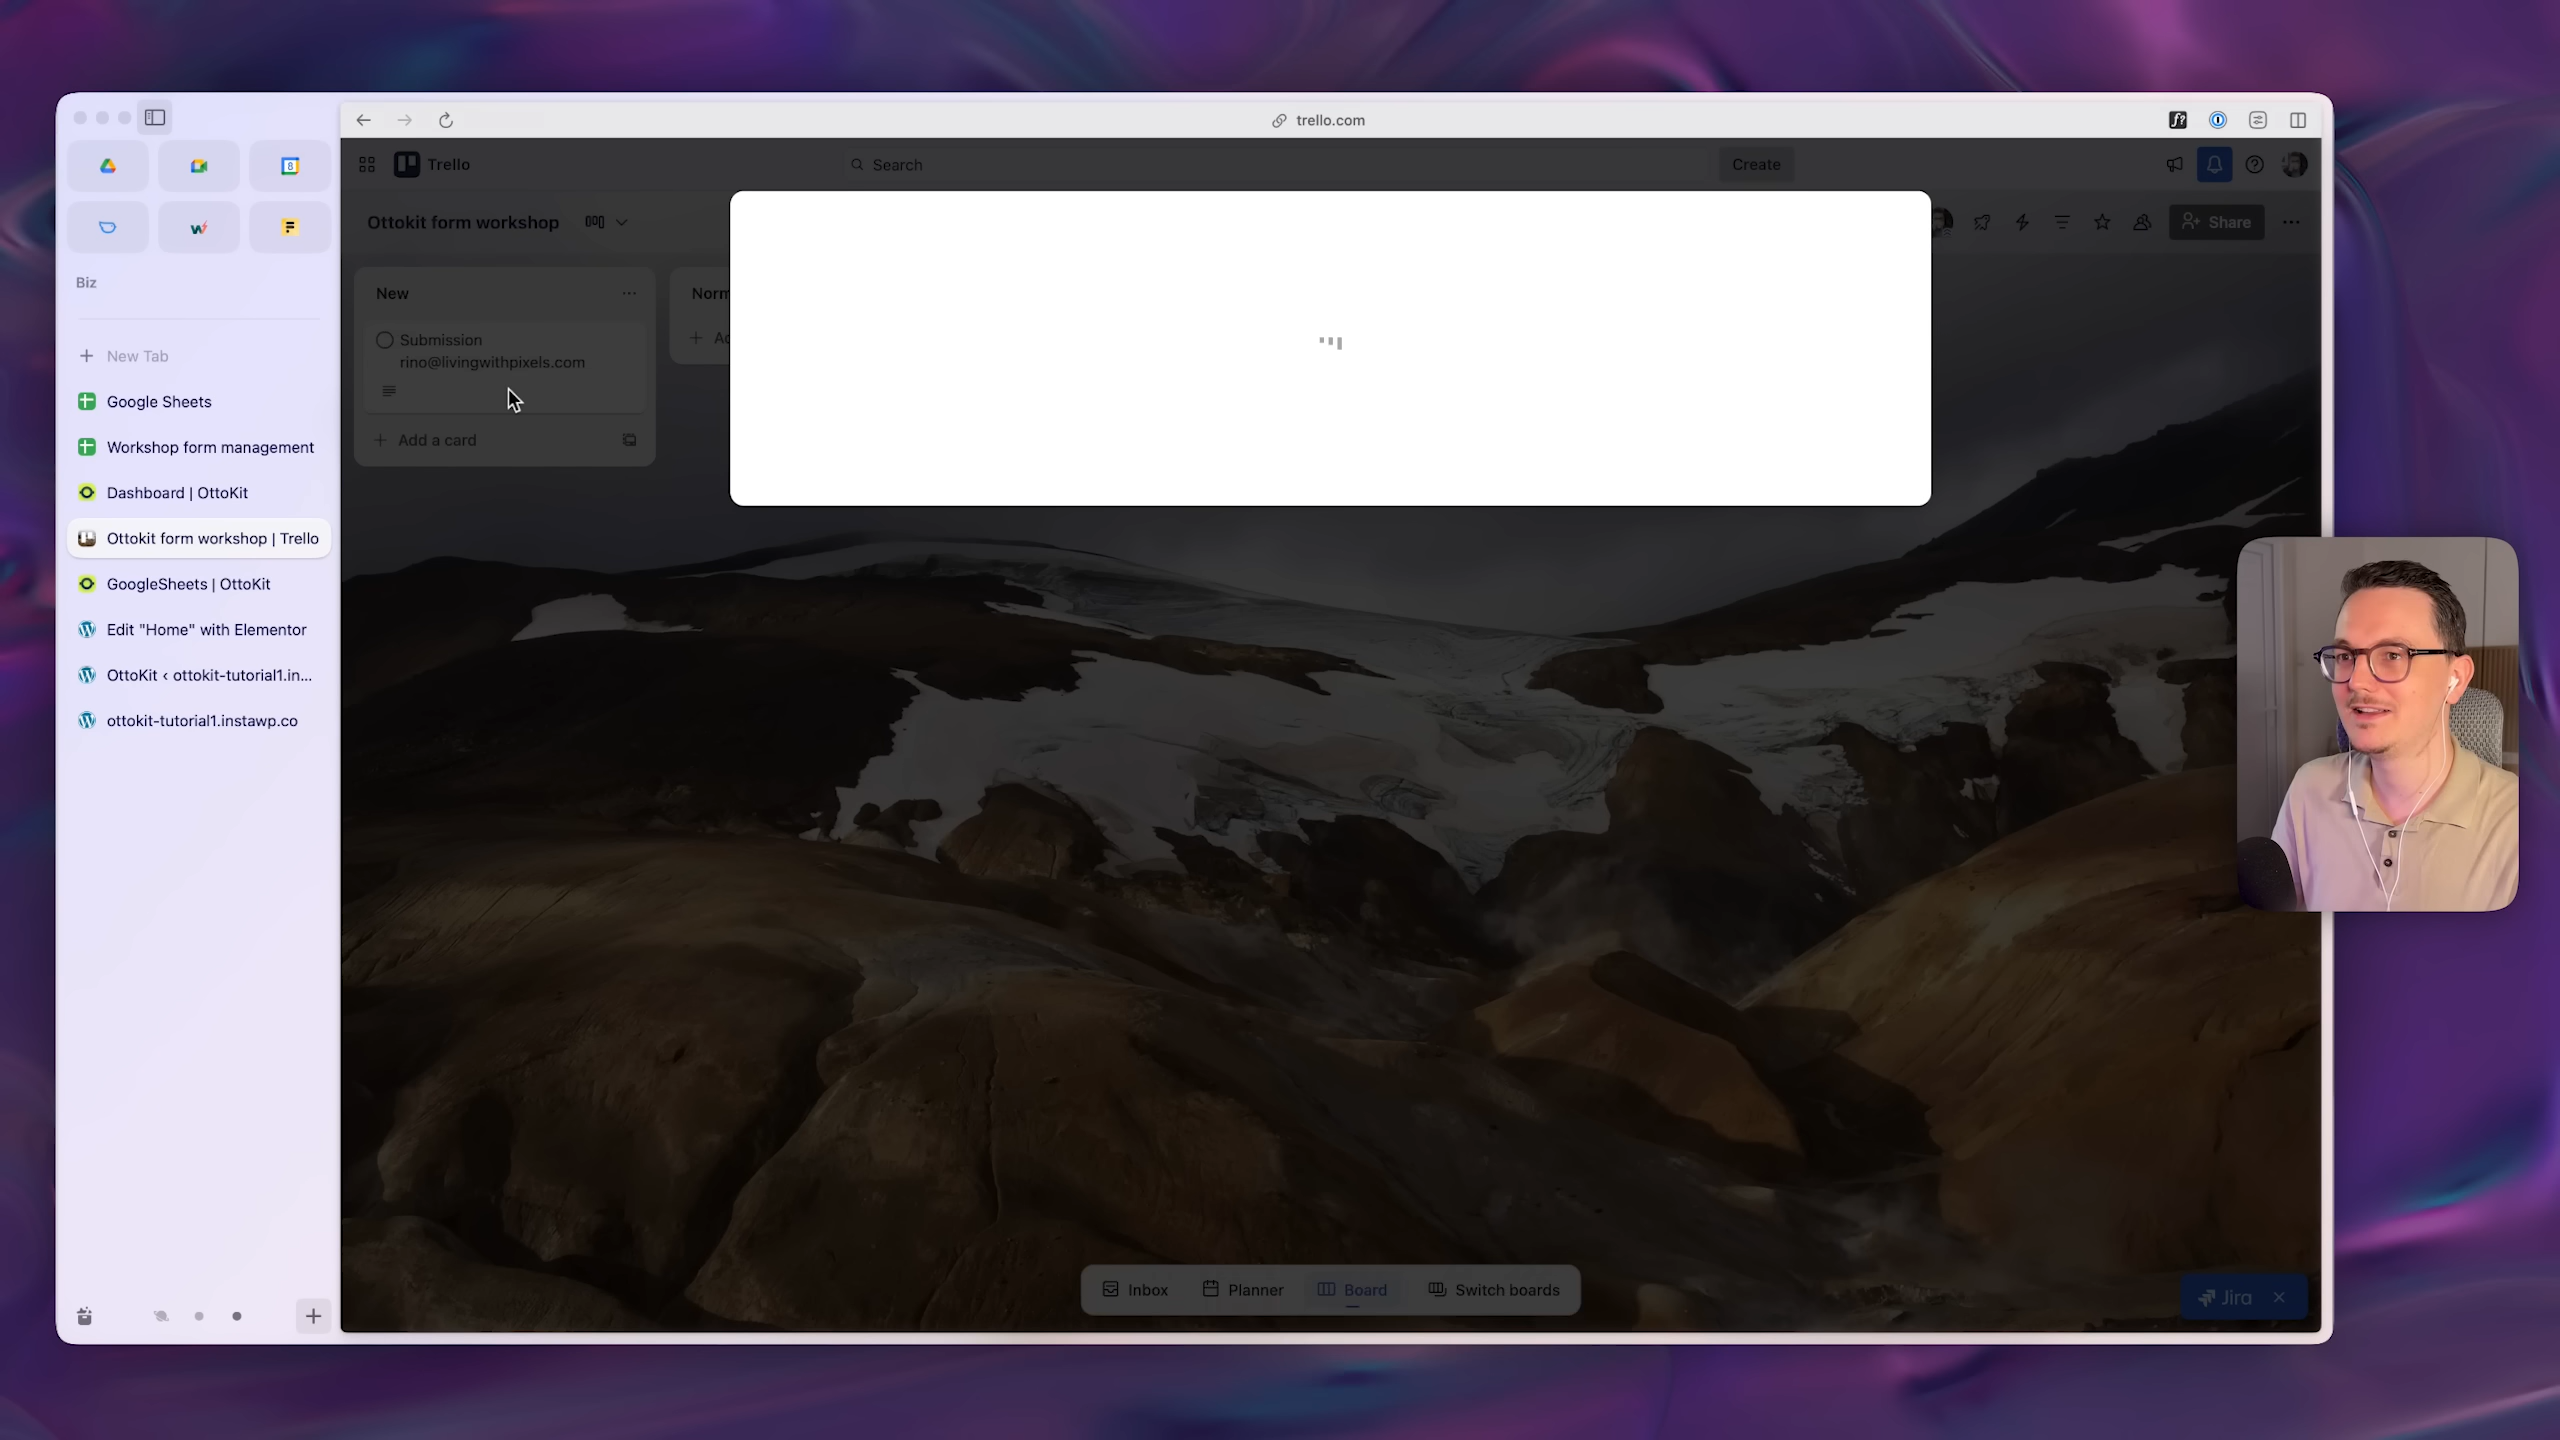 trello.com
Trello
Search
Create
Ottokit form workshop
Share
Biz
New
Norm
Submission
rino@livingwithpixels.com
Add a card
New Tab
Google Sheets
Workshop form management
Dashboard | OttoKit
Ottokit form workshop | Trello
GoogleSheets | OttoKit
Edit "Home" with Elementor
OttoKit ‹ ottokit-tutorial1.in...
ottokit-tutorial1.instawp.co
Inbox
Planner
Board
Switch boards
Jira